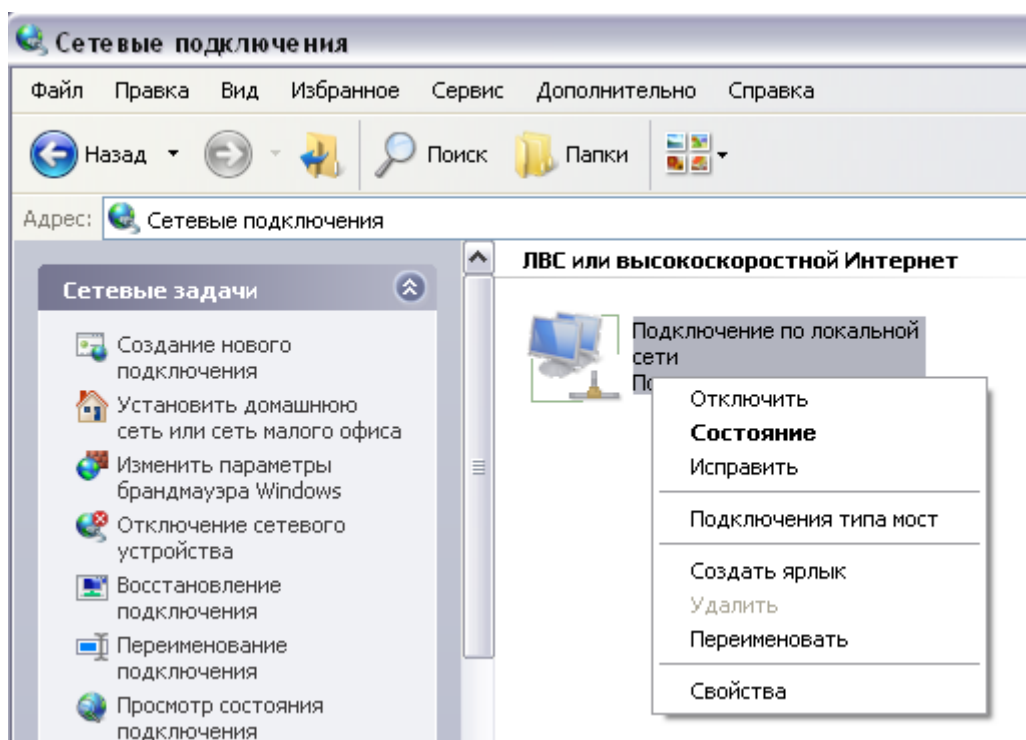 Сетевые подключения
Файл Правка Вид Избранное Сервис Дополнительно Справка
Назад Поиск Папки
Адрес: Сетевые подключения
Сетевые задачи
Создание нового
подключения
Установить домашнюю
сеть или сеть малого офиса
Изменить параметры
брандмауэра Windows
Отключение сетевого
устройства
Восстановление
подключения
Переименование
подключения
Просмотр состояния
подключения
ЛВС или высокоскоростной Интернет
Подключение по локальной
сети
Отключить
Состояние
Исправить
Подключения типа мост
Создать ярлык
Удалить
Переименовать
Свойства